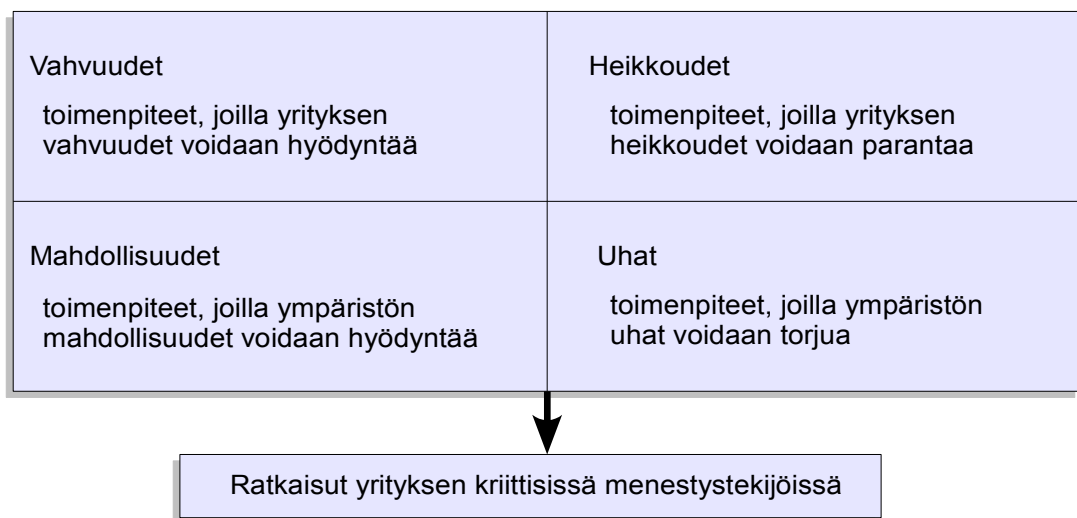 Vahvuudet
toimenpiteet, joilla yrityksen
vahvuudet voidaan hyödyntää
Heikkoudet
toimenpiteet, joilla yrityksen
heikkoudet voidaan parantaa
Mahdollisuudet
toimenpiteet, joilla ympäristön
mahdollisuudet voidaan hyödyntää
Uhat
toimenpiteet, joilla ympäristön
uhat voidaan torjua
Ratkaisut yrityksen kriittisissä menestystekijöissä